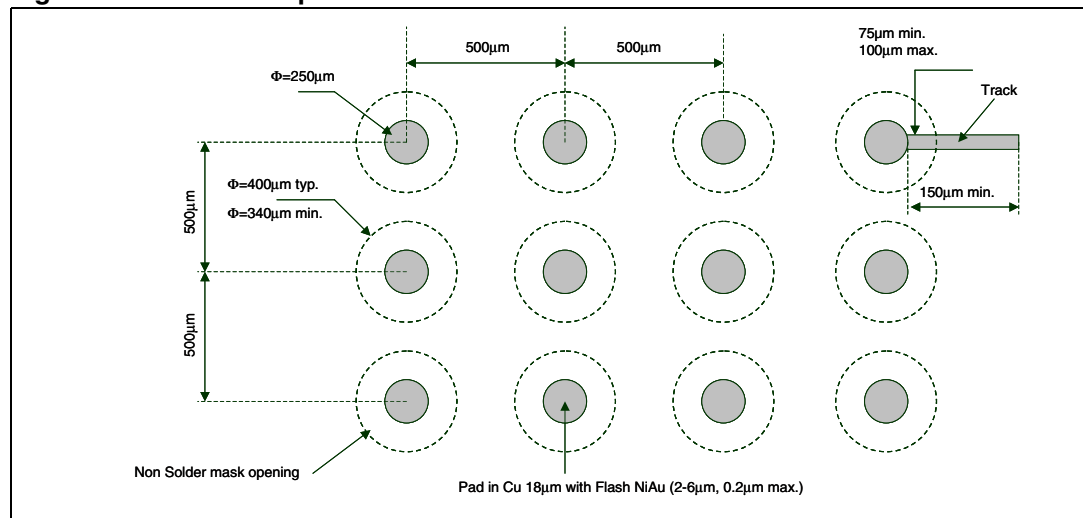 500µm
500µm
75µm min.
100µm max.
Φ=250µm
Track
Φ=400µm typ.
Φ=340µm min.
150µm min.
500µm
500µm
Non Solder mask opening
Pad in Cu 18µm with Flash NiAu (2-6µm, 0.2µm max.)